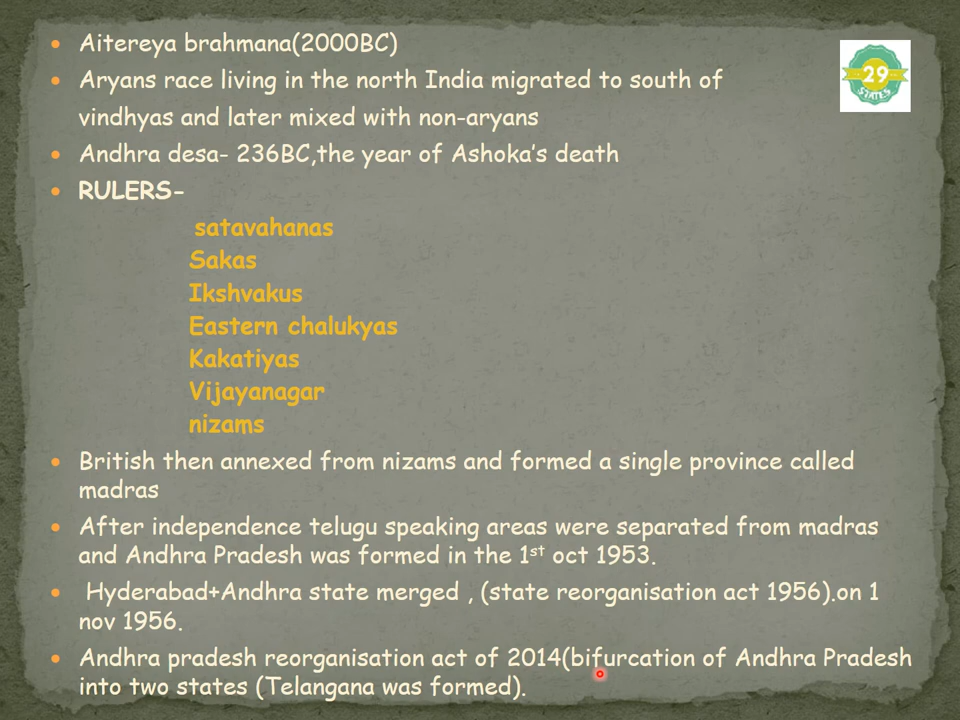 Aitereya brahmana(2000BC)
Aryans race living in the north India migrated to south of
vindhyas and later mixed with non-aryans
Andhra desa- 236BC,the year of Ashoka's death
RULERS-
satavahanas
Sakas
Ikshvakus
Eastern chalukyas
Kakatiyas
Vijayanagar
nizams
British then annexed from nizams and formed a single province called
madras
After independence telugu speaking areas were separated from madras
and Andhra Pradesh was formed in the 1st oct 1953.
Hyderabad+Andhra state merged , (state reorganisation act 1956).on 1
nov 1956.
Andhra pradesh reorganisation act of 2014(bifurcation of Andhra Pradesh
into two states (Telangana was formed).
29
STATES